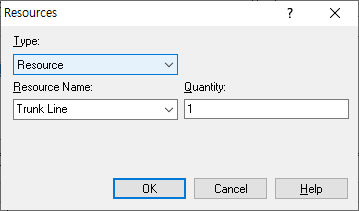 Resources
?
Type:
Resource
Resource Name:
Quantity:
Trunk Line
1
OK
Cancel
Help